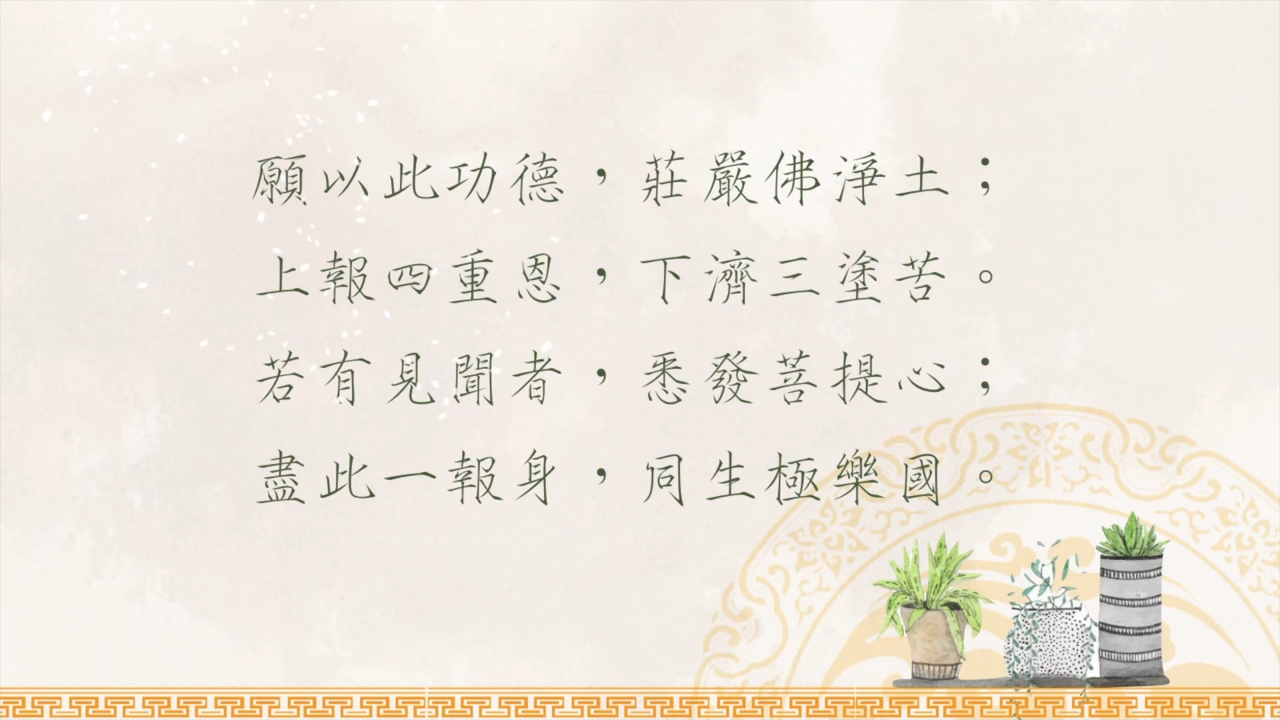 願以此功德，莊嚴佛淨土；
上報四重恩，下濟三塗苦。
若有見聞者，悉發菩提心；
盡此一報身，同生極樂國。